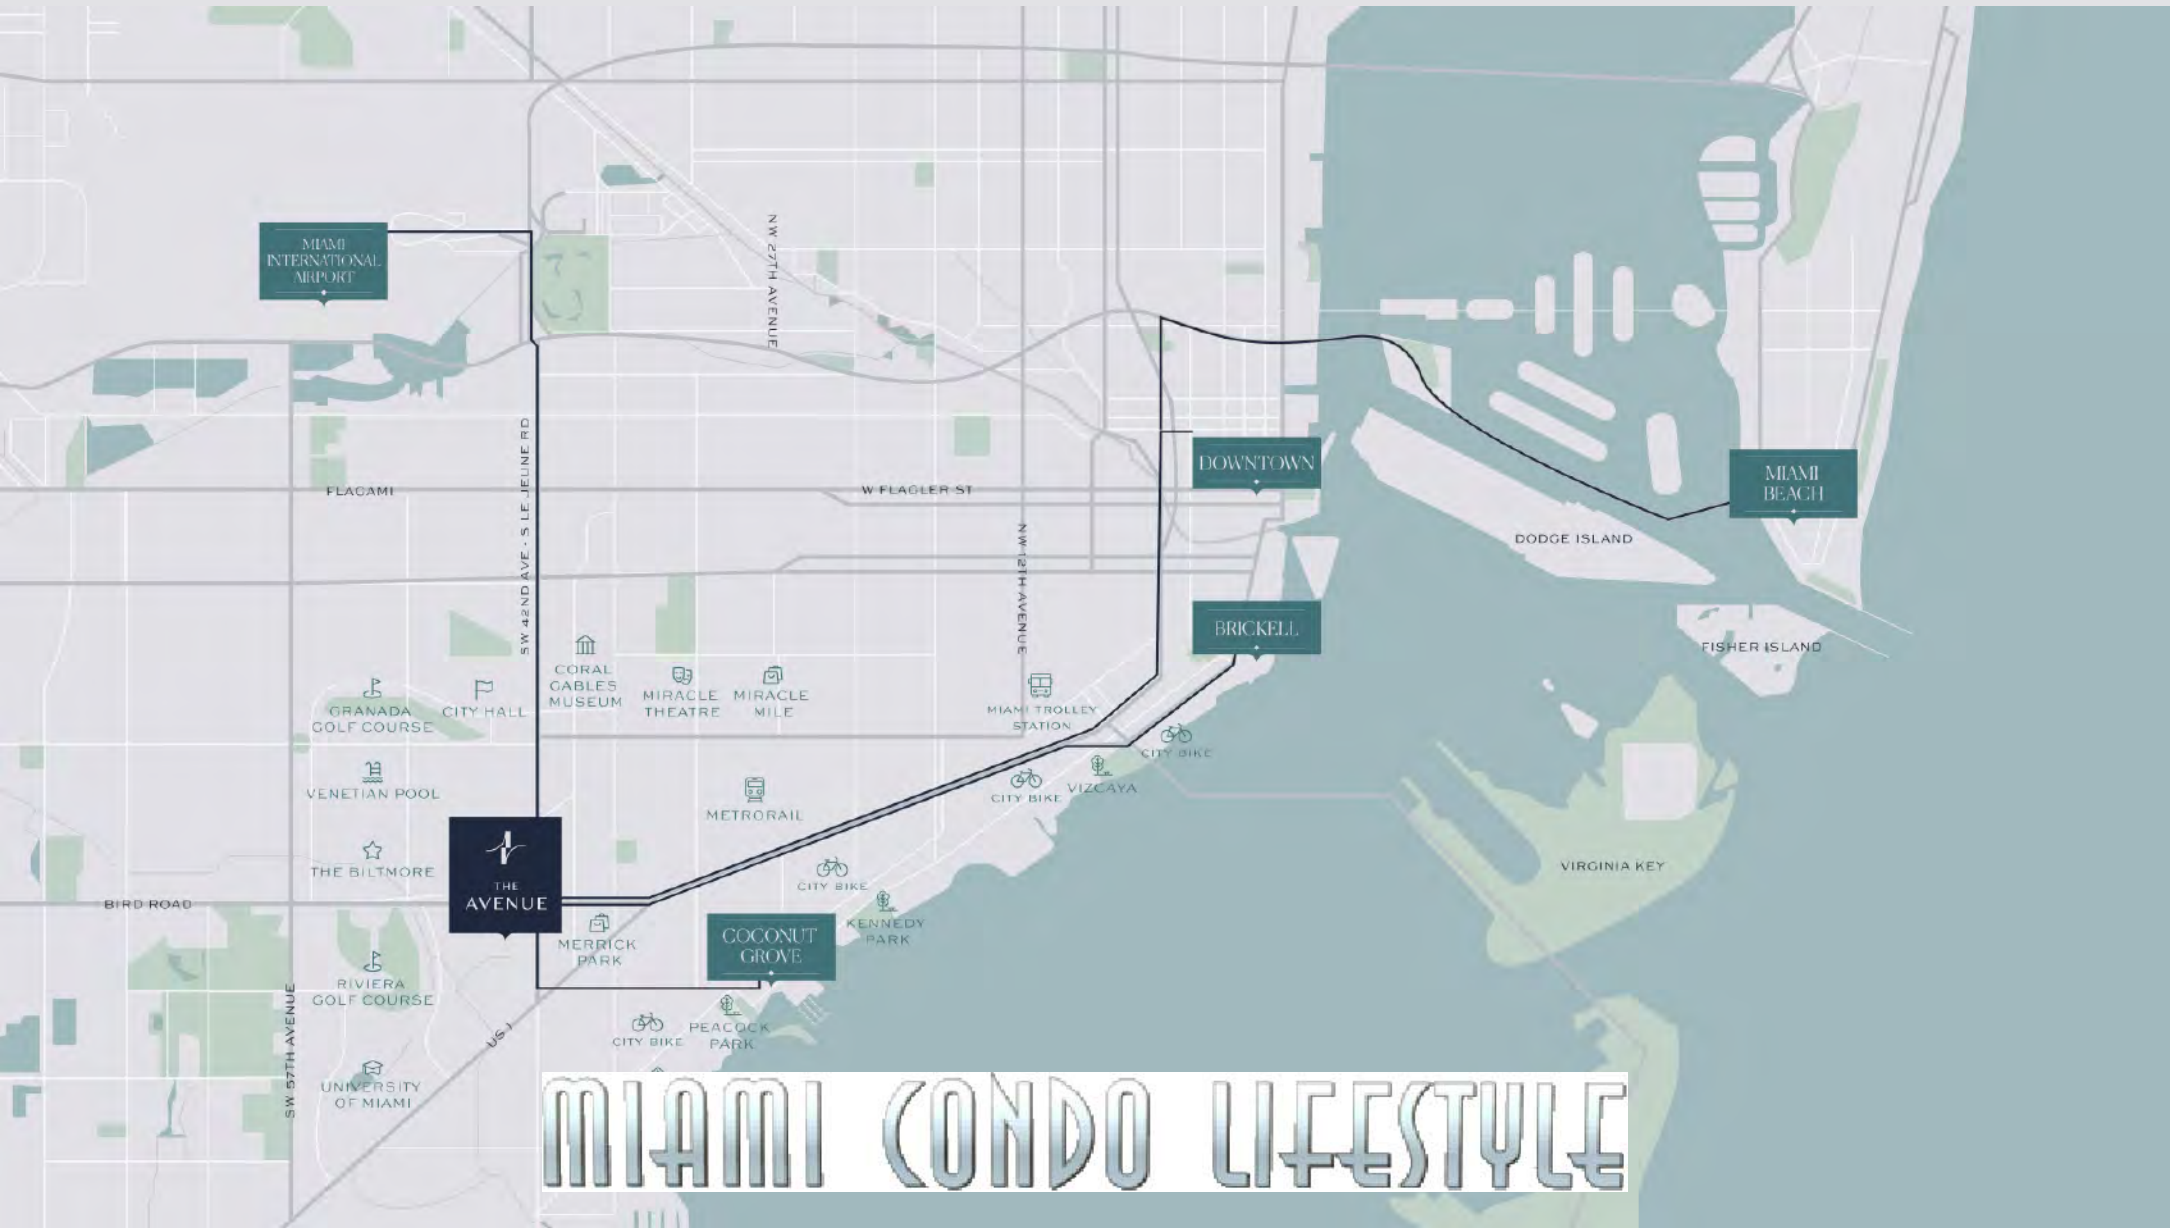 NW 27TH AVENUE
MIAMI
INTERNATIONAL
AIRPORT
SW 42ND AVE - S LE JEUNE RD
DOWNTOWN
MIAMI
BEACH
FLAGAMI
W FLAGLER ST
NW 12TH AVENUE
DODGE ISLAND
BRICKELL
FISHER ISLAND
CORAL
GABLES
MUSEUM
MIRACLE
THEATRE
MIRACLE
MILE
GRANADA
GOLF COURSE
CITY HALL
MIAMI TROLLEY
STATION
CITY BIKE
VENETIAN POOL
CITY BIKE
VIZCAYA
METRORAIL
THE BILTMORE
VIRGINIA KEY
CITY BIKE
THE
AVENUE
BIRD ROAD
KENNEDY
PARK
COCONUT
GROVE
MERRICK
PARK
RIVIERA
GOLF COURSE
SW 57TH AVENUE
US 1
CITY BIKE
PEACOCK
PARK
UNIVERSITY
OF MIAMI
MIAMI CONDO LIFESTYLE